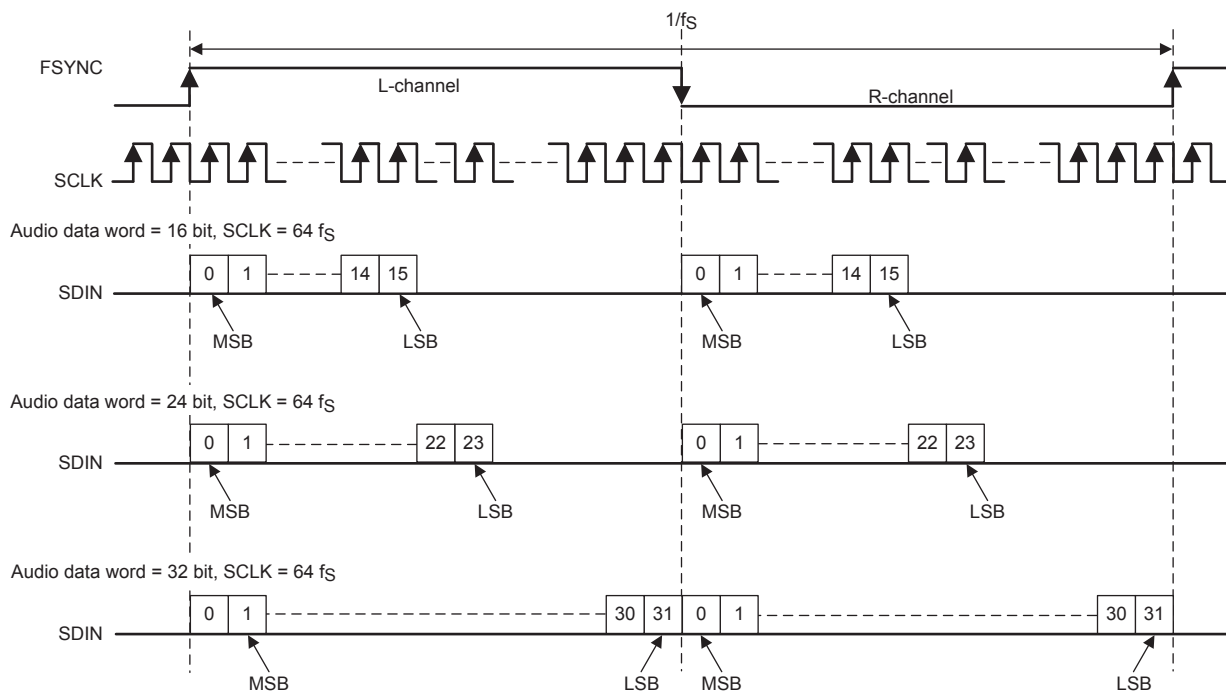 1/fS
FSYNC
L-channel
R-channel
SCLK
Audio data word = 16 bit, SCLK = 64 fS
SDIN
0 1 14 15 0 1 14 15
MSB LSB MSB LSB
Audio data word = 24 bit, SCLK = 64 fS
SDIN
0 1 22 23 0 1 22 23
MSB LSB MSB LSB
Audio data word = 32 bit, SCLK = 64 fS
SDIN
0 1 30 31 0 1 30 31
MSB LSB MSB LSB